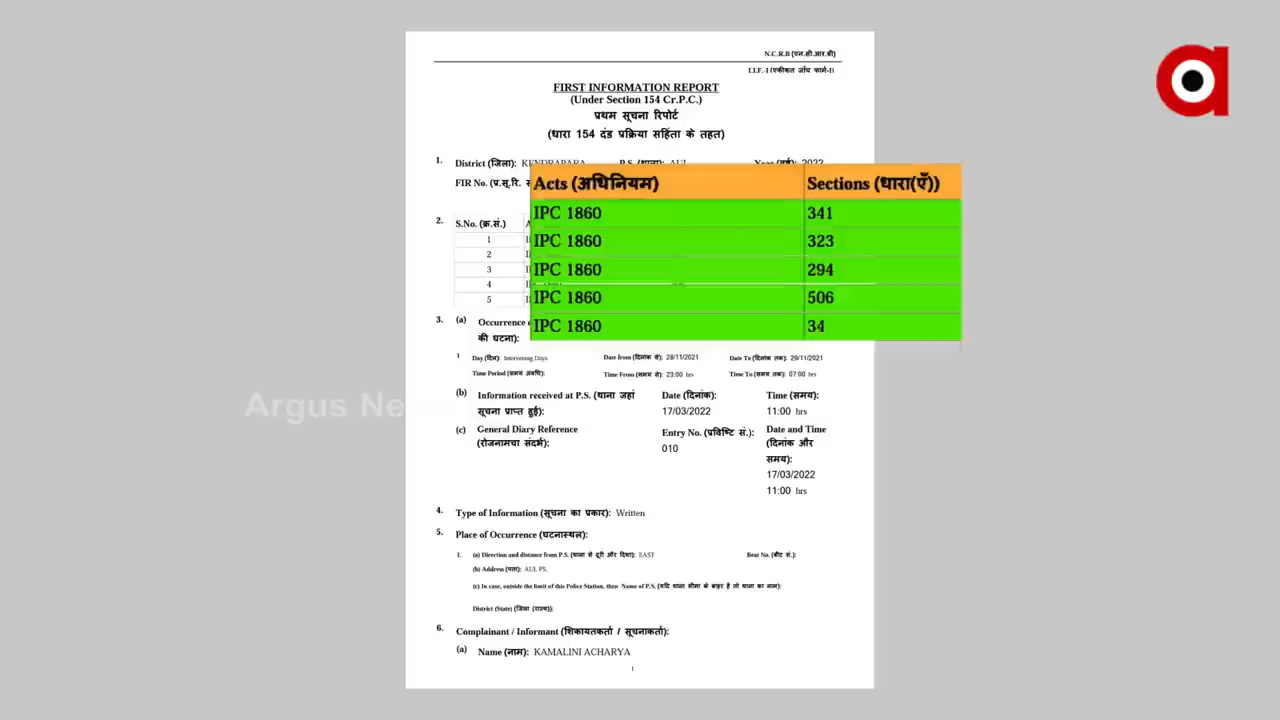 N.C.R.B (एन.सी.आर.बी)
I.I.F.-I (एकीकृत जाँच फार्म-I)
FIRST INFORMATION REPORT
(Under Section 154 Cr.P.C.)
प्रथम सूचना रिपोर्ट
(धारा 154 दंड प्रक्रिया सहिंता के तहत)
1. District (जिला): KENDRAPARA P.S. (थाना): AUL Year (वर्ष): 2022
FIR No. (प्र.सू.रि.
Acts (अधिनियम) Sections (धारा(एँ))
IPC 1860 341
IPC 1860 323
IPC 1860 294
IPC 1860 506
IPC 1860 34
2. S.No. (क्र.सं.)
1
2
3
4
5
3. (a) Occurrence
की घटना):
1 Day (दिन): Intervening Days Date from (दिनांक से): 28/11/2021 Date To (दिनांक तक): 29/11/2021
Time Period (समय अवधि): Time From (समय से): 23:00 hrs Time To (समय तक): 07:00 hrs
(b) Information received at P.S. (थाना जहां Date (दिनांक): Time (समय):
सूचना प्राप्त हुई): 17/03/2022 11:00 hrs
(c) General Diary Reference Entry No. (प्रविष्टि सं.): Date and Time
(रोजनामचा संदर्भ): 010 (दिनांक और
समय):
17/03/2022
11:00 hrs
4. Type of Information (सूचना का प्रकार): Written
5. Place of Occurrence (घटनास्थल):
1. (a) Direction and distance from P.S. (थाना से दूरी और दिशा): EAST Beat No. (बीट सं.):
(b) Address (पता): AUL PS,
(c) In case, outside the limit of this Police Station, then Name of P.S. (यदि थाना सीमा के बाहर है तो थाना का नाम):
District (State) (जिला (राज्य)):
6. Complainant / Informant (शिकायतकर्ता / सूचनाकर्ता):
(a) Name (नाम): KAMALINI ACHARYA
1
Argus Ne